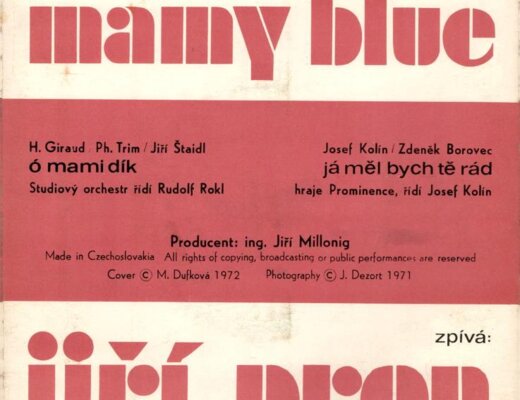 mamy blue
H. Giraud / Ph. Trim / Jiří Štaidl
ó mami dík
Studiový orchestr řídí Rudolf Rokl
Josef Kolín / Zdeněk Borovec
já měl bych tě rád
hraje Prominence, řídí Josef Kolín
Producent: ing. Jiří Millonig
Made in Czechoslovakia All rights of copying, broadcasting or public performances are reserved
Cover © M. Dufková 1972 Photography © J. Dezort 1971
zpívá:
jiří